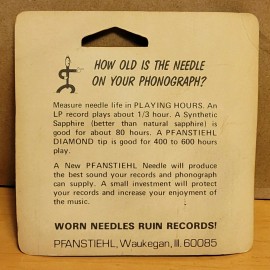 HOW OLD IS THE NEEDLE
ON YOUR PHONOGRAPH?
Measure needle life in PLAYING HOURS. An
LP record plays about 1/3 hour. A Synthetic
Sapphire (better than natural sapphire) is
good for about 80 hours. A PFANSTIEHL
DIAMOND tip is good for 400 to 600 hours
play.
A New PFANSTIEHL Needle will produce
the best sound your records and phonograph
can supply. A small investment will protect
your records and increase your enjoyment of
the music.
WORN NEEDLES RUIN RECORDS!
PFANSTIEHL, Waukegan, Ill. 60085